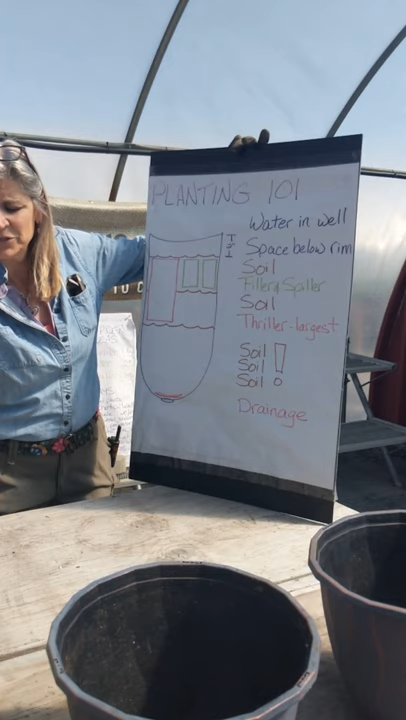 PLANTING 101
Water in well
Space below rim
Soil
Filler & Spiller
Soil
Thriller-largest
Soil !
Soil
Soil
Drainage